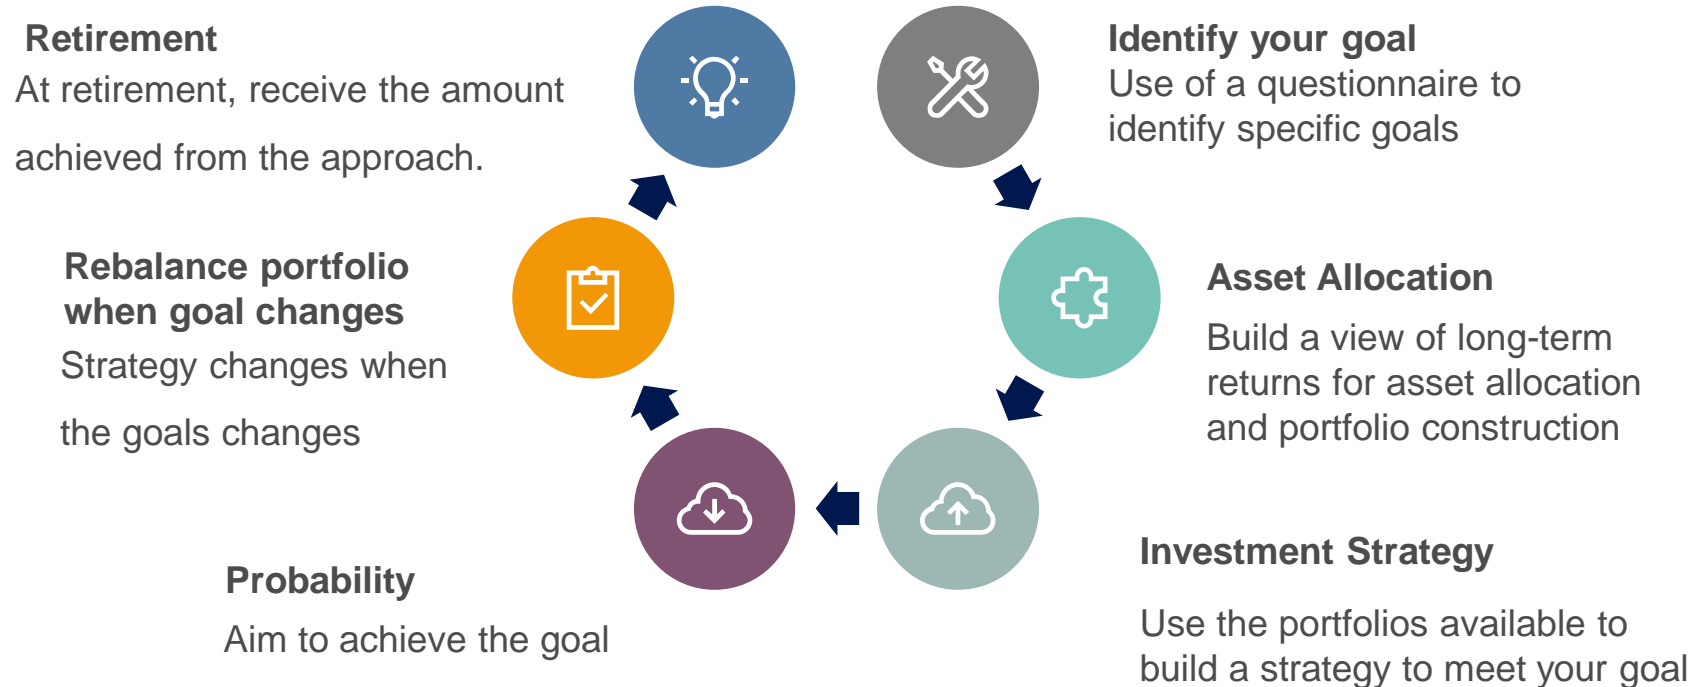 Retirement
At retirement, receive the amount
achieved from the approach.
Identify your goal
Use of a questionnaire to
identify specific goals
Rebalance portfolio
when goal changes
Strategy changes when
the goals changes
Asset Allocation
Build a view of long-term
returns for asset allocation
and portfolio construction
Probability
Aim to achieve the goal
Investment Strategy
Use the portfolios available to
build a strategy to meet your goal